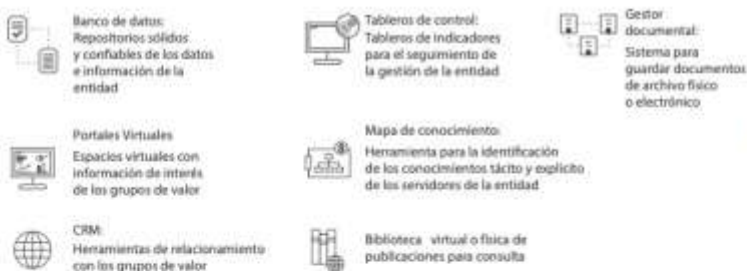 Banco de datos:
Repositorios sólidos
y confiables de los datos
e información de la
entidad
Tableros de control:
Tableros de indicadores
para el seguimiento de
la gestión de la entidad
Gestor
documental:
Sistema para
guardar documentos
de archivo físico
o electrónico
Portales Virtuales
Espacios virtuales con
información de interés
de los grupos de valor
Mapa de conocimiento:
Herramienta para la identificación
de los conocimientos tácito y explícito
de los servidores de la entidad
CRM:
Herramientas de relacionamiento
con los grupos de valor
Biblioteca virtual o física de
publicaciones para consulta